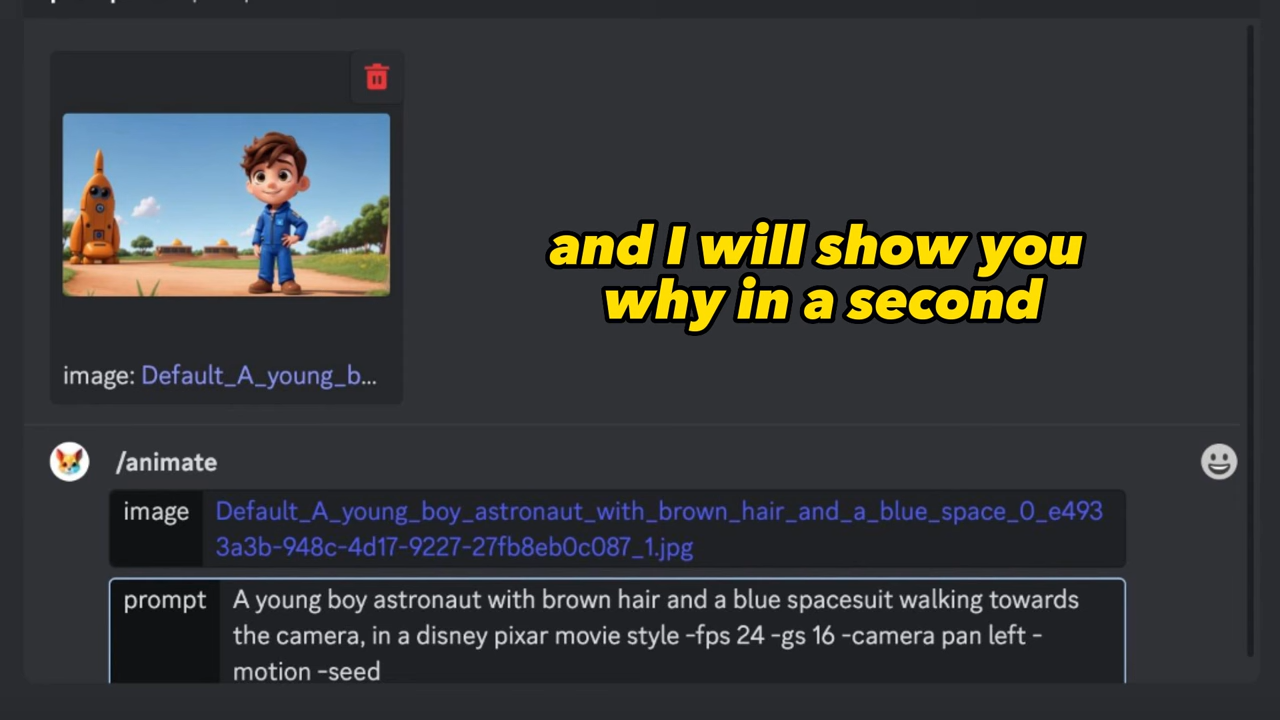 and I will show you
why in a second
image: Default_A_young_b...
/animate
image Default_A_young_boy_astronaut_with_brown_hair_and_a_blue_space_0_e493
3a3b-948c-4d17-9227-27fb8eb0c087_1.jpg
prompt A young boy astronaut with brown hair and a blue spacesuit walking towards
the camera, in a disney pixar movie style -fps 24 -gs 16 -camera pan left -
motion -seed